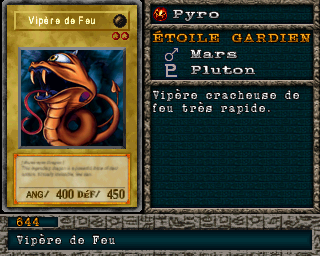 Vipère de Feu
ANG/ 400 DÉF/ 450
Pyro
ÉTOILE GARDIEN
Mars
Pluton
Vipère cracheuse de
feu très rapide.
644
Vipère de Feu